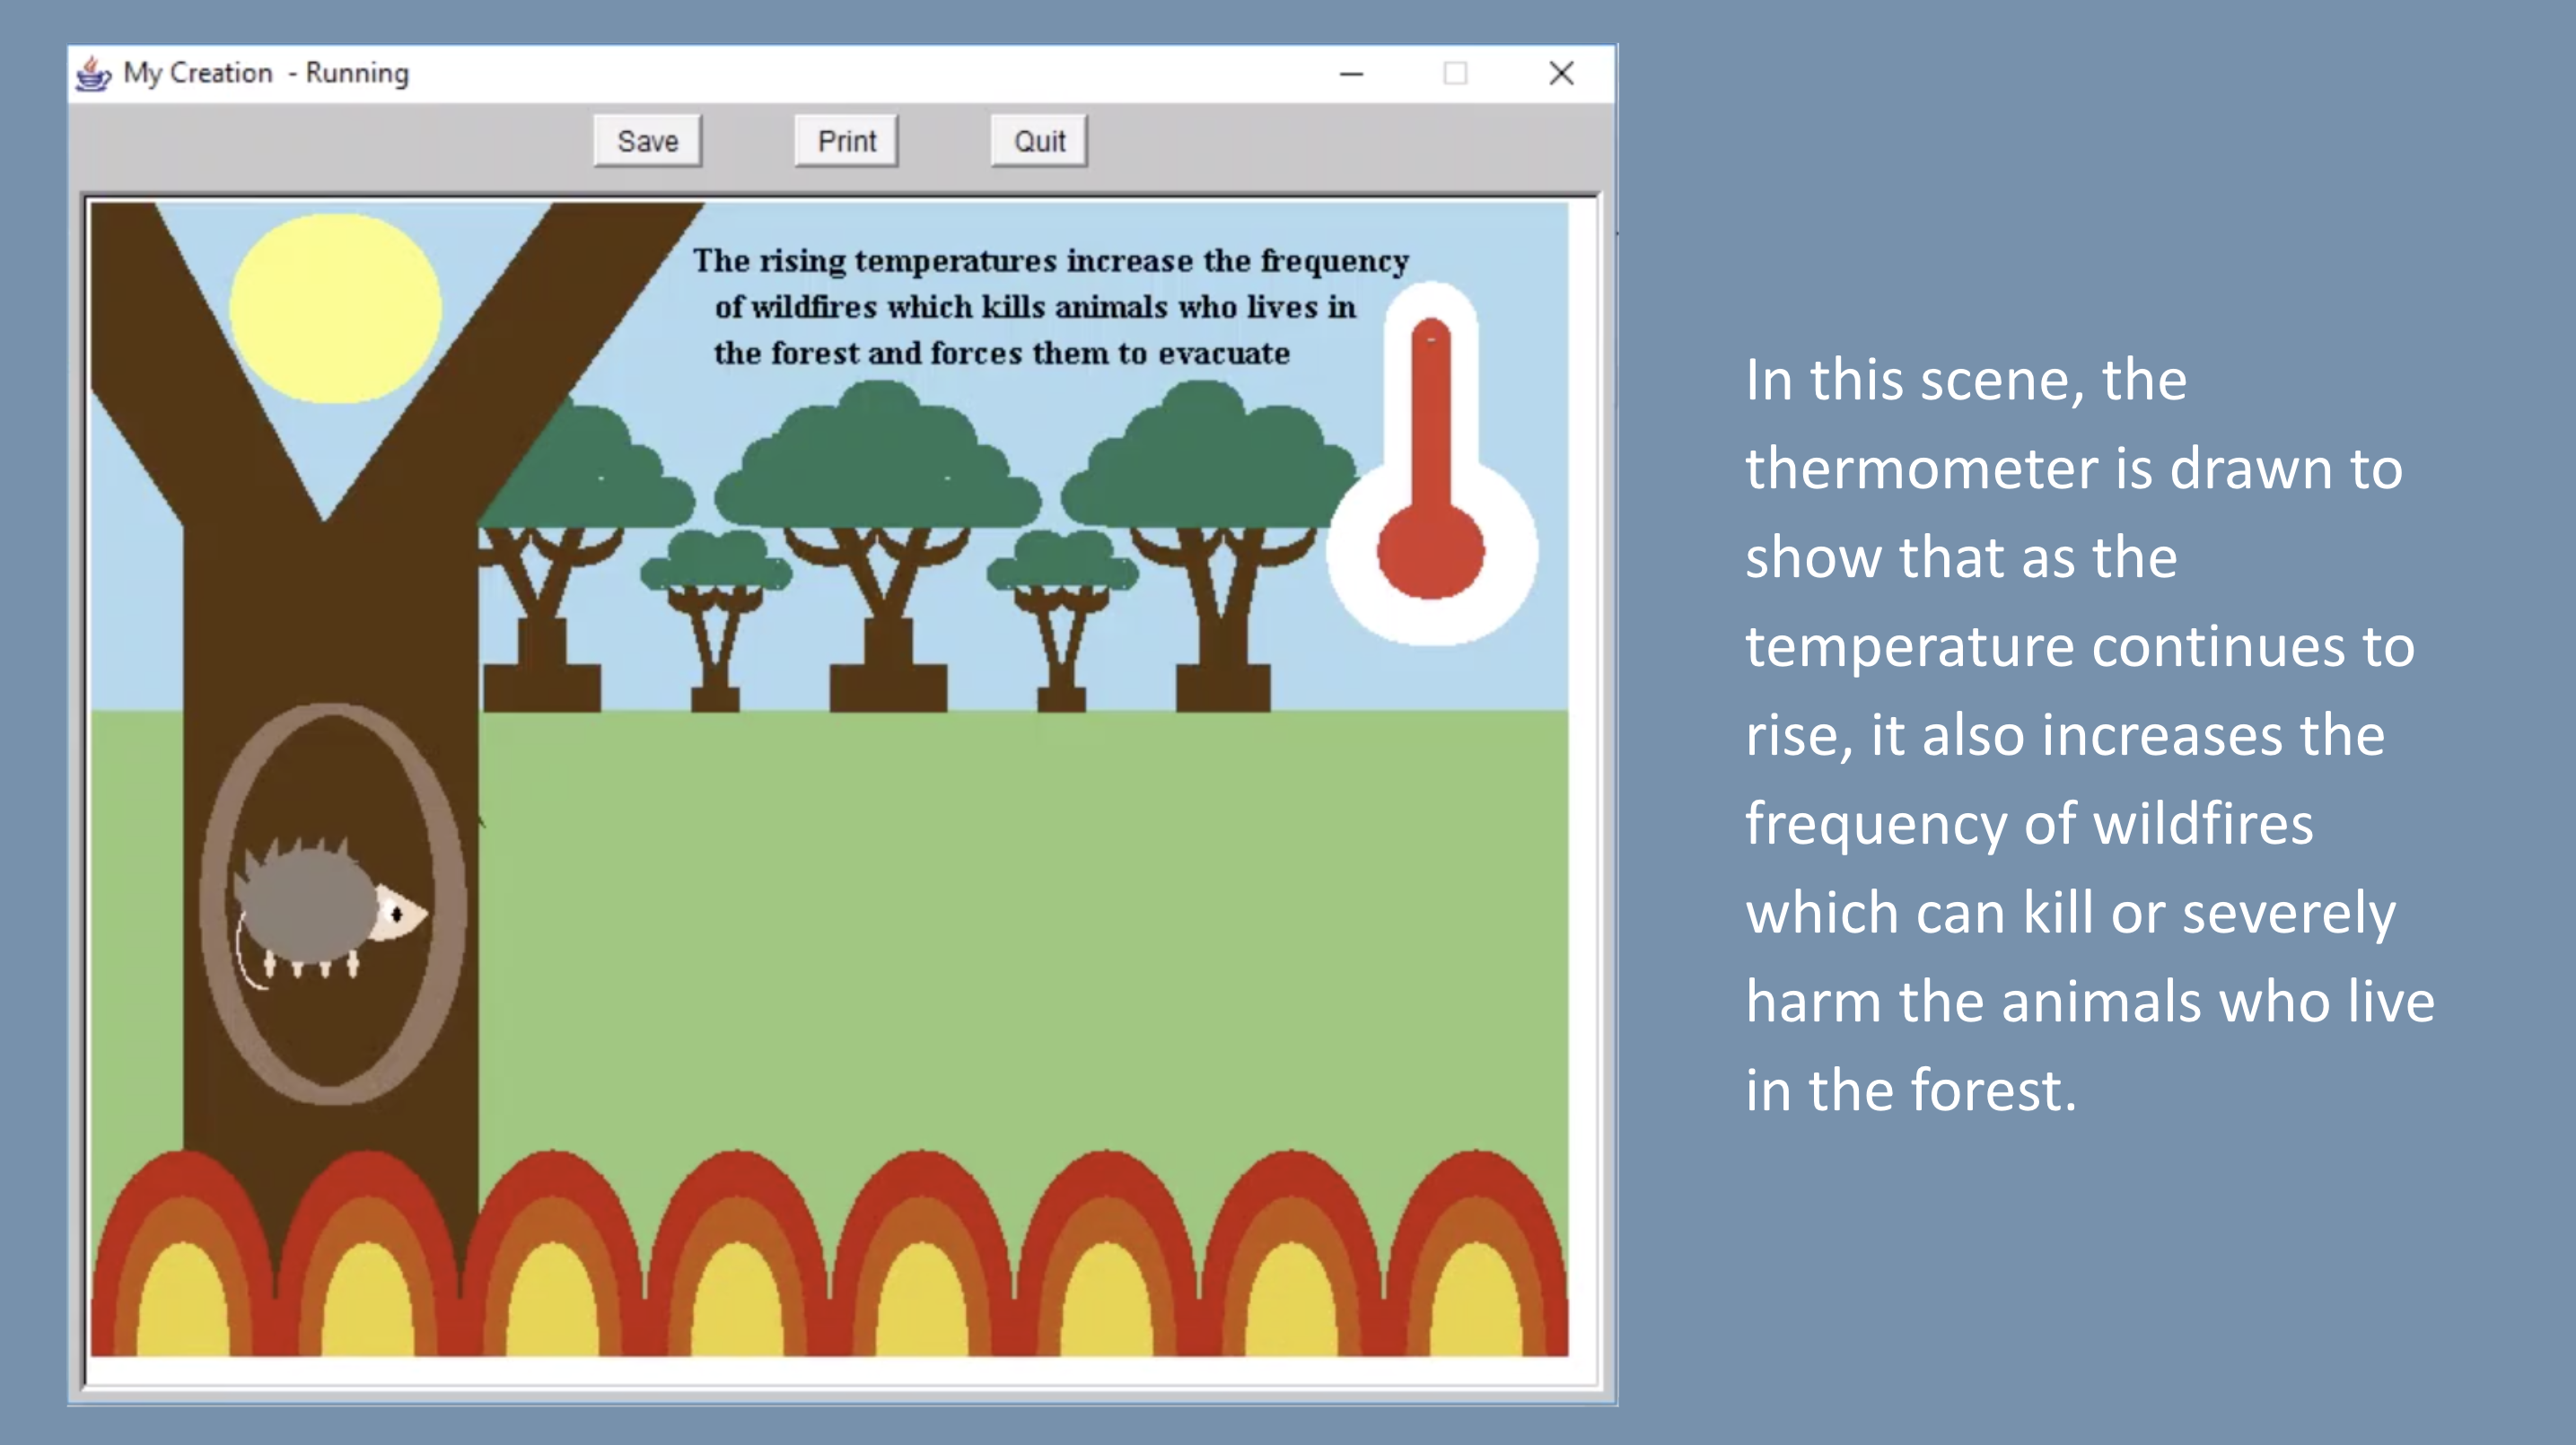 My Creation - Running
Save Print Quit
The rising temperatures increase the frequency
of wildfires which kills animals who lives in
the forest and forces them to evacuate
In this scene, the
thermometer is drawn to
show that as the
temperature continues to
rise, it also increases the
frequency of wildfires
which can kill or severely
harm the animals who live
in the forest.